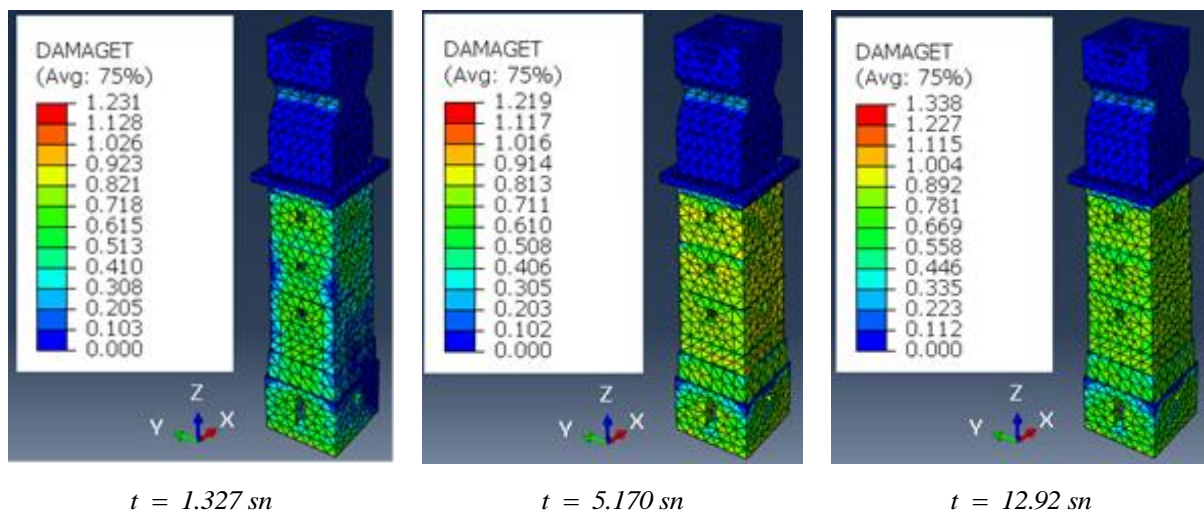 DAMAGET
(Avg: 75%)
1.231
1.128
1.026
0.923
0.821
0.718
0.615
0.513
0.410
0.308
0.205
0.103
0.000
Z
Y
X
t = 1.327 sn
DAMAGET
(Avg: 75%)
1.219
1.117
1.016
0.914
0.813
0.711
0.610
0.508
0.406
0.305
0.203
0.102
0.000
Z
Y
X
t = 5.170 sn
DAMAGET
(Avg: 75%)
1.338
1.227
1.115
1.004
0.892
0.781
0.669
0.558
0.446
0.335
0.223
0.112
0.000
Z
Y
X
t = 12.92 sn